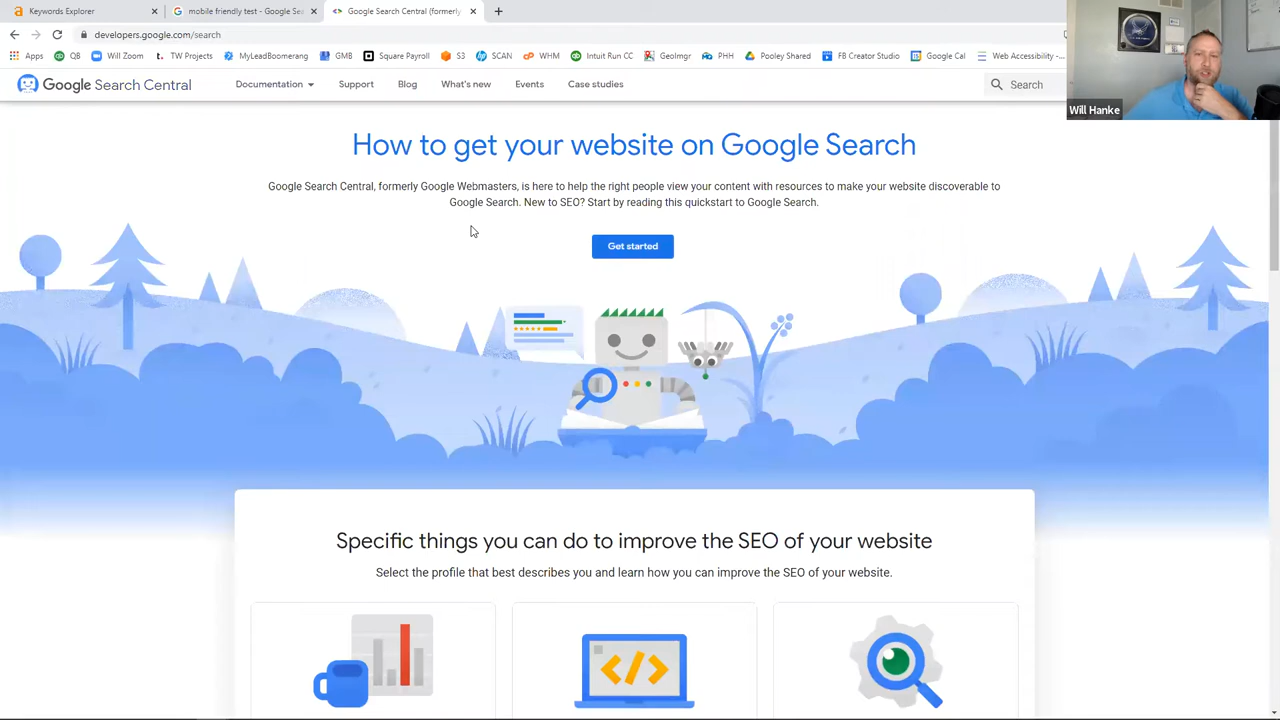 Keywords Explorer
mobile friendly test - Google Se
Google Search Central (formerly
developers.google.com/search
Apps QB Will Zoom TW Projects MyLeadBoomerang GMB Square Payroll S3 SCAN WHM Intuit Run CC GeoImgr PHH Pooley Shared FB Creator Studio Google Cal Web Accessibility -...
Will Hanke
Google Search Central Documentation Support Blog What's new Events Case studies Search
How to get your website on Google Search
Google Search Central, formerly Google Webmasters, is here to help the right people view your content with resources to make your website discoverable to
Google Search. New to SEO? Start by reading this quickstart to Google Search.
Get started
Specific things you can do to improve the SEO of your website
Select the profile that best describes you and learn how you can improve the SEO of your website.